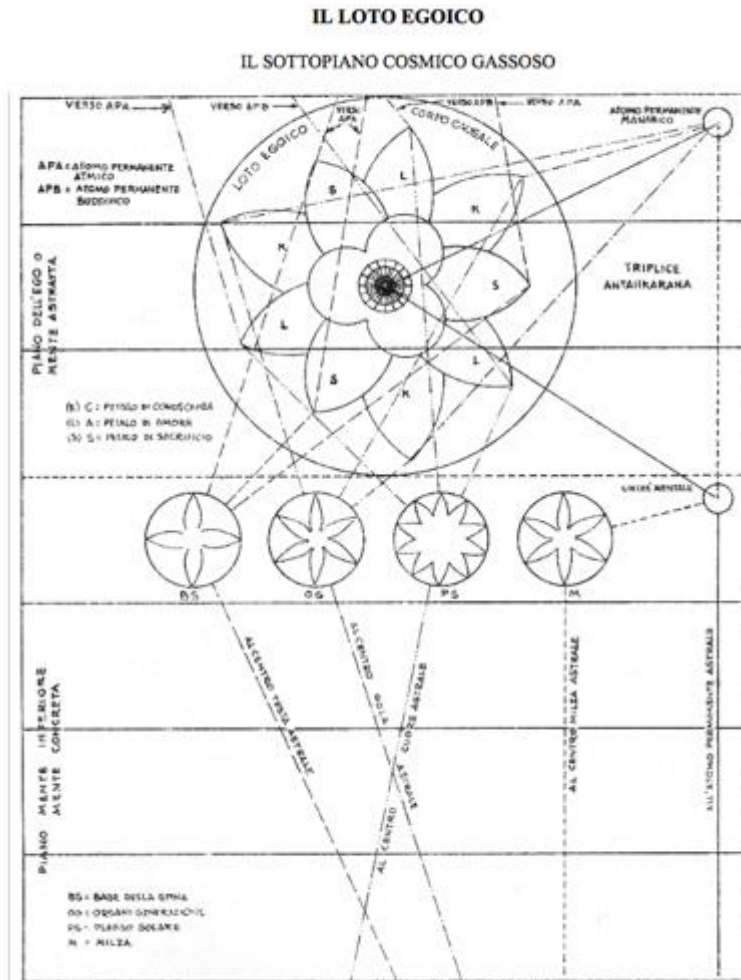 IL LOTO EGOICO
IL SOTTOPIANO COSMICO GASSOSO
VERSO APA
VERSO APB
VERSO
APA
VERSO APB
VERSO APA
ATOMO PERMANENTE
MANASICO
LOTO EGOICO
CORPO CAUSALE
APA = ATOMO PERMANENTE
ATMICO
APB = ATOMO PERMANENTE
BUDDHICO
S
L
K
K
S
L
S
K
L
TRIPLICE
ANTAHKARANA
PIANO DELL'EGO O
MENTE ASTRATTA
(K) C = PETALO DI CONOSCENZA
(L) A = PETALO DI AMORE
(S) S = PETALO DI SACRIFICIO
UNITÀ MENTALE
BS
OG
PS
M
AL CENTRO TESTA ASTRALE
AL CENTRO GOLA ASTRALE
AL CENTRO CUORE ASTRALE
AL CENTRO MILZA ASTRALE
ALL'ATOMO PERMANENTE ASTRALE
PIANO MENTE INFERIORE
MENTE CONCRETA
BS = BASE DELLA SPINA
OG = ORGANI GENERAZIONE
PS = PLESSO SOLARE
M = MILZA